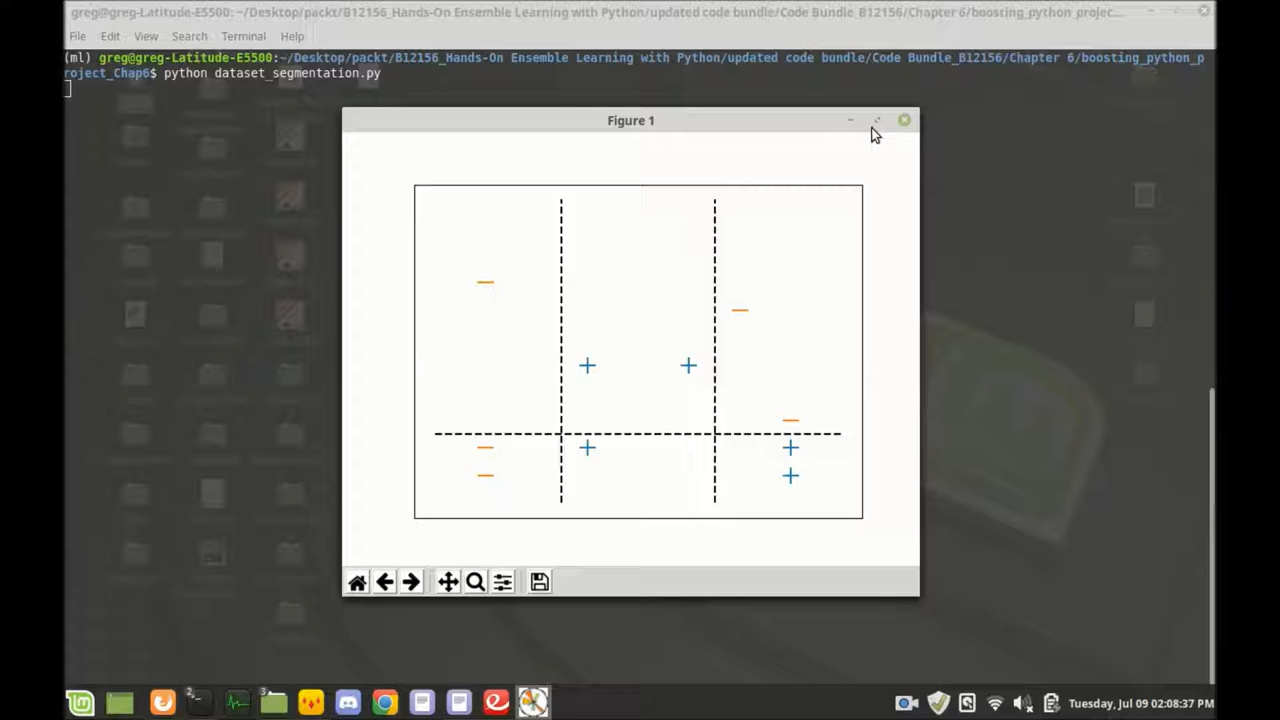 greg@greg-Latitude-E5500: ~/Desktop/packt/B12156_Hands-On Ensemble Learning with Python/updated code bundle/Code Bundle_B12156/Chapter 6/boosting_python_projec...
File Edit View Search Terminal Help
(ml) greg@greg-Latitude-E5500:~/Desktop/packt/B12156_Hands-On Ensemble Learning with Python/updated code bundle/Code Bundle_B12156/Chapter 6/boosting_python_p
roject_Chap6$ python dataset_segmentation.py
Figure 1
2 3 Tuesday, Jul 09 02:08:37 PM